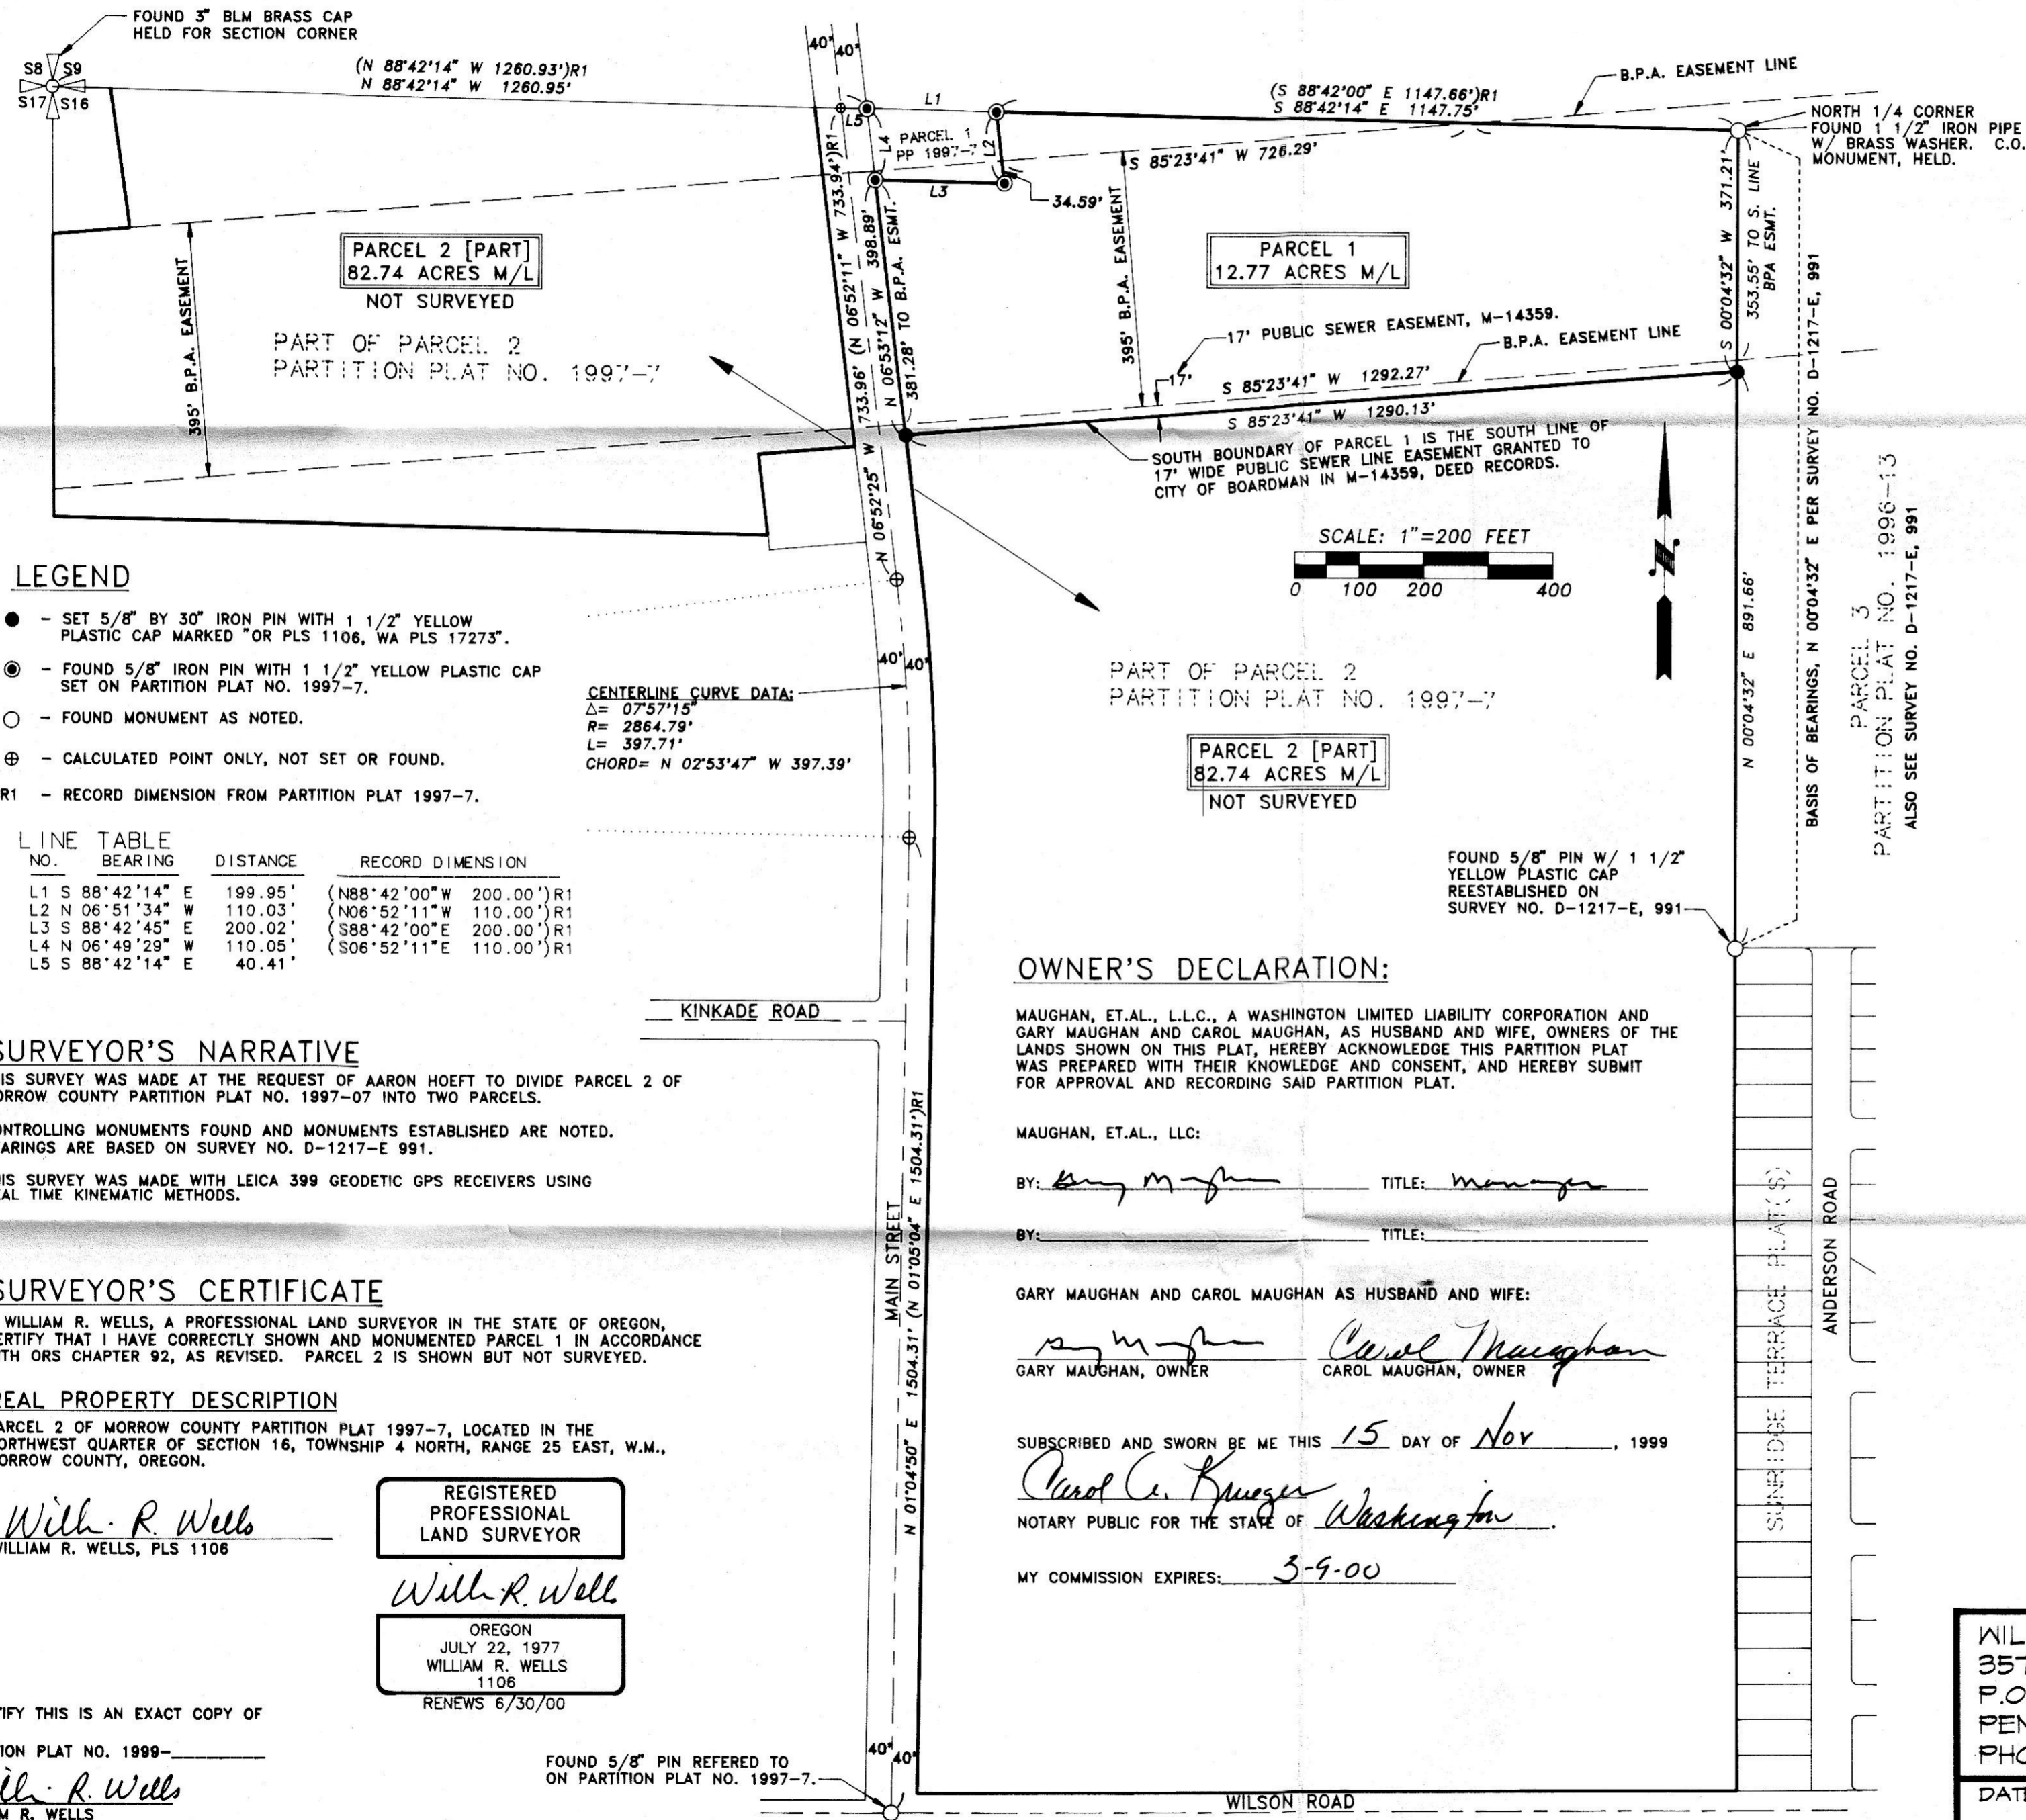 FOUND 3" BLM BRASS CAP
HELD FOR SECTION CORNER
S8 S9
S17 S16
(N 88°42'14" W 1260.93')R1
N 88°42'14" W 1260.95'
40' 40'
L1
L5
L4
L2
L3
PARCEL 1
PP 1997-7
34.59'
(S 88°42'00" E 1147.66')R1
S 88°42'14" E 1147.75'
B.P.A. EASEMENT LINE
NORTH 1/4 CORNER
FOUND 1 1/2" IRON PIPE
W/ BRASS WASHER. C.O.
MONUMENT, HELD.
S 85°23'41" W 726.29'
395' B.P.A. EASEMENT
PARCEL 2 [PART]
82.74 ACRES M/L
NOT SURVEYED
PART OF PARCEL 2
PARTITION PLAT NO. 1997-7
N 06°52'25" W 733.96' (N 06°52'11" W 733.94')R1
N 06°53'12" W 398.89'
381.28' TO B.P.A. ESMT.
395' B.P.A. EASEMENT
PARCEL 1
12.77 ACRES M/L
17' PUBLIC SEWER EASEMENT, M-14359.
B.P.A. EASEMENT LINE
17'
S 85°23'41" W 1292.27'
S 85°23'41" W 1290.13'
SOUTH BOUNDARY OF PARCEL 1 IS THE SOUTH LINE OF
17' WIDE PUBLIC SEWER LINE EASEMENT GRANTED TO
CITY OF BOARDMAN IN M-14359, DEED RECORDS.
S 00°04'32" W 371.21'
353.55' TO S. LINE
BPA ESMT.
BASIS OF BEARINGS, N 00°04'32" E PER SURVEY NO. D-1217-E, 991
PARCEL 3
PARTITION PLAT NO. 1996-13
ALSO SEE SURVEY NO. D-1217-E, 991
SCALE: 1"=200 FEET
0 100 200 400
N
N 00°04'32" E 891.66'
LEGEND
- SET 5/8" BY 30" IRON PIN WITH 1 1/2" YELLOW
PLASTIC CAP MARKED "OR PLS 1106, WA PLS 17273".
- FOUND 5/8" IRON PIN WITH 1 1/2" YELLOW PLASTIC CAP
SET ON PARTITION PLAT NO. 1997-7.
- FOUND MONUMENT AS NOTED.
- CALCULATED POINT ONLY, NOT SET OR FOUND.
R1 - RECORD DIMENSION FROM PARTITION PLAT 1997-7.
40' 40'
CENTERLINE CURVE DATA:
Δ= 07°57'15"
R= 2864.79'
L= 397.71'
CHORD= N 02°53'47" W 397.39'
PART OF PARCEL 2
PARTITION PLAT NO. 1997-7
PARCEL 2 [PART]
82.74 ACRES M/L
NOT SURVEYED
LINE TABLE
NO. BEARING DISTANCE RECORD DIMENSION
L1 S 88°42'14" E 199.95' (N88°42'00"W 200.00')R1
L2 N 06°51'34" W 110.03' (N06°52'11"W 110.00')R1
L3 S 88°42'45" E 200.02' (S88°42'00"E 200.00')R1
L4 N 06°49'29" W 110.05' (S06°52'11"E 110.00')R1
L5 S 88°42'14" E 40.41'
FOUND 5/8" PIN W/ 1 1/2"
YELLOW PLASTIC CAP
REESTABLISHED ON
SURVEY NO. D-1217-E, 991
KINKADE ROAD
SURVEYOR'S NARRATIVE
IS SURVEY WAS MADE AT THE REQUEST OF AARON HOEFT TO DIVIDE PARCEL 2 OF
ORROW COUNTY PARTITION PLAT NO. 1997-07 INTO TWO PARCELS.
ONTROLLING MONUMENTS FOUND AND MONUMENTS ESTABLISHED ARE NOTED.
EARINGS ARE BASED ON SURVEY NO. D-1217-E 991.
IS SURVEY WAS MADE WITH LEICA 399 GEODETIC GPS RECEIVERS USING
EAL TIME KINEMATIC METHODS.
MAIN STREET
N 01°04'50" E 1504.31' (N 01°05'04" E 1504.31')R1
SURVEYOR'S CERTIFICATE
WILLIAM R. WELLS, A PROFESSIONAL LAND SURVEYOR IN THE STATE OF OREGON,
ERTIFY THAT I HAVE CORRECTLY SHOWN AND MONUMENTED PARCEL 1 IN ACCORDANCE
TH ORS CHAPTER 92, AS REVISED. PARCEL 2 IS SHOWN BUT NOT SURVEYED.
REAL PROPERTY DESCRIPTION
ARCEL 2 OF MORROW COUNTY PARTITION PLAT 1997-7, LOCATED IN THE
ORTHWEST QUARTER OF SECTION 16, TOWNSHIP 4 NORTH, RANGE 25 EAST, W.M.,
ORROW COUNTY, OREGON.
Will. R. Wells
WILLIAM R. WELLS, PLS 1106
REGISTERED
PROFESSIONAL
LAND SURVEYOR
Will. R. Well
OREGON
JULY 22, 1977
WILLIAM R. WELLS
1106
RENEWS 6/30/00
TIFY THIS IS AN EXACT COPY OF
ION PLAT NO. 1999-
R. Wells
M R. WELLS
FOUND 5/8" PIN REFERED TO
ON PARTITION PLAT NO. 1997-7.
40' 40'
WILSON ROAD
OWNER'S DECLARATION:
MAUGHAN, ET.AL., L.L.C., A WASHINGTON LIMITED LIABILITY CORPORATION AND
GARY MAUGHAN AND CAROL MAUGHAN, AS HUSBAND AND WIFE, OWNERS OF THE
LANDS SHOWN ON THIS PLAT, HEREBY ACKNOWLEDGE THIS PARTITION PLAT
WAS PREPARED WITH THEIR KNOWLEDGE AND CONSENT, AND HEREBY SUBMIT
FOR APPROVAL AND RECORDING SAID PARTITION PLAT.
MAUGHAN, ET.AL., LLC:
BY: TITLE: Manager
BY: TITLE:
GARY MAUGHAN AND CAROL MAUGHAN AS HUSBAND AND WIFE:
Carol Maughan
GARY MAUGHAN, OWNER CAROL MAUGHAN, OWNER
SUBSCRIBED AND SWORN BE ME THIS 15 DAY OF Nov, 1999
Carol A. Krueger
NOTARY PUBLIC FOR THE STATE OF Washington.
MY COMMISSION EXPIRES: 3-9-00
SUNRIDGE TERRACE PLAT(S)
ANDERSON ROAD
WIL
357
P.O
PEN
PHO
DATE